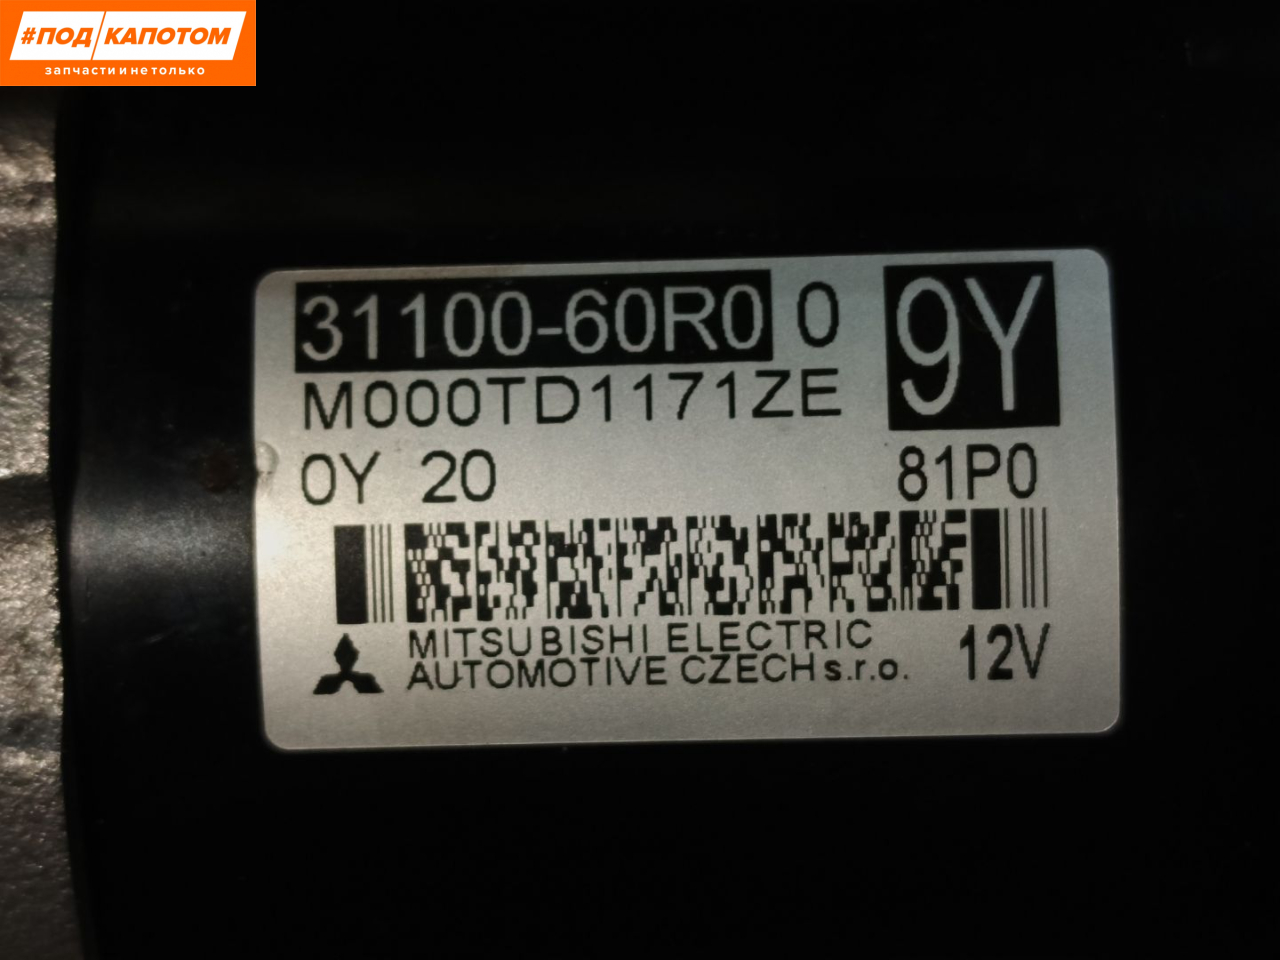 #ПОД КАПОТОМ
запчасти и не только
31100-60R0 0
9Y
M000TD1171ZE
0Y 20
81P0
MITSUBISHI ELECTRIC
AUTOMOTIVE CZECH s.r.o.
12V